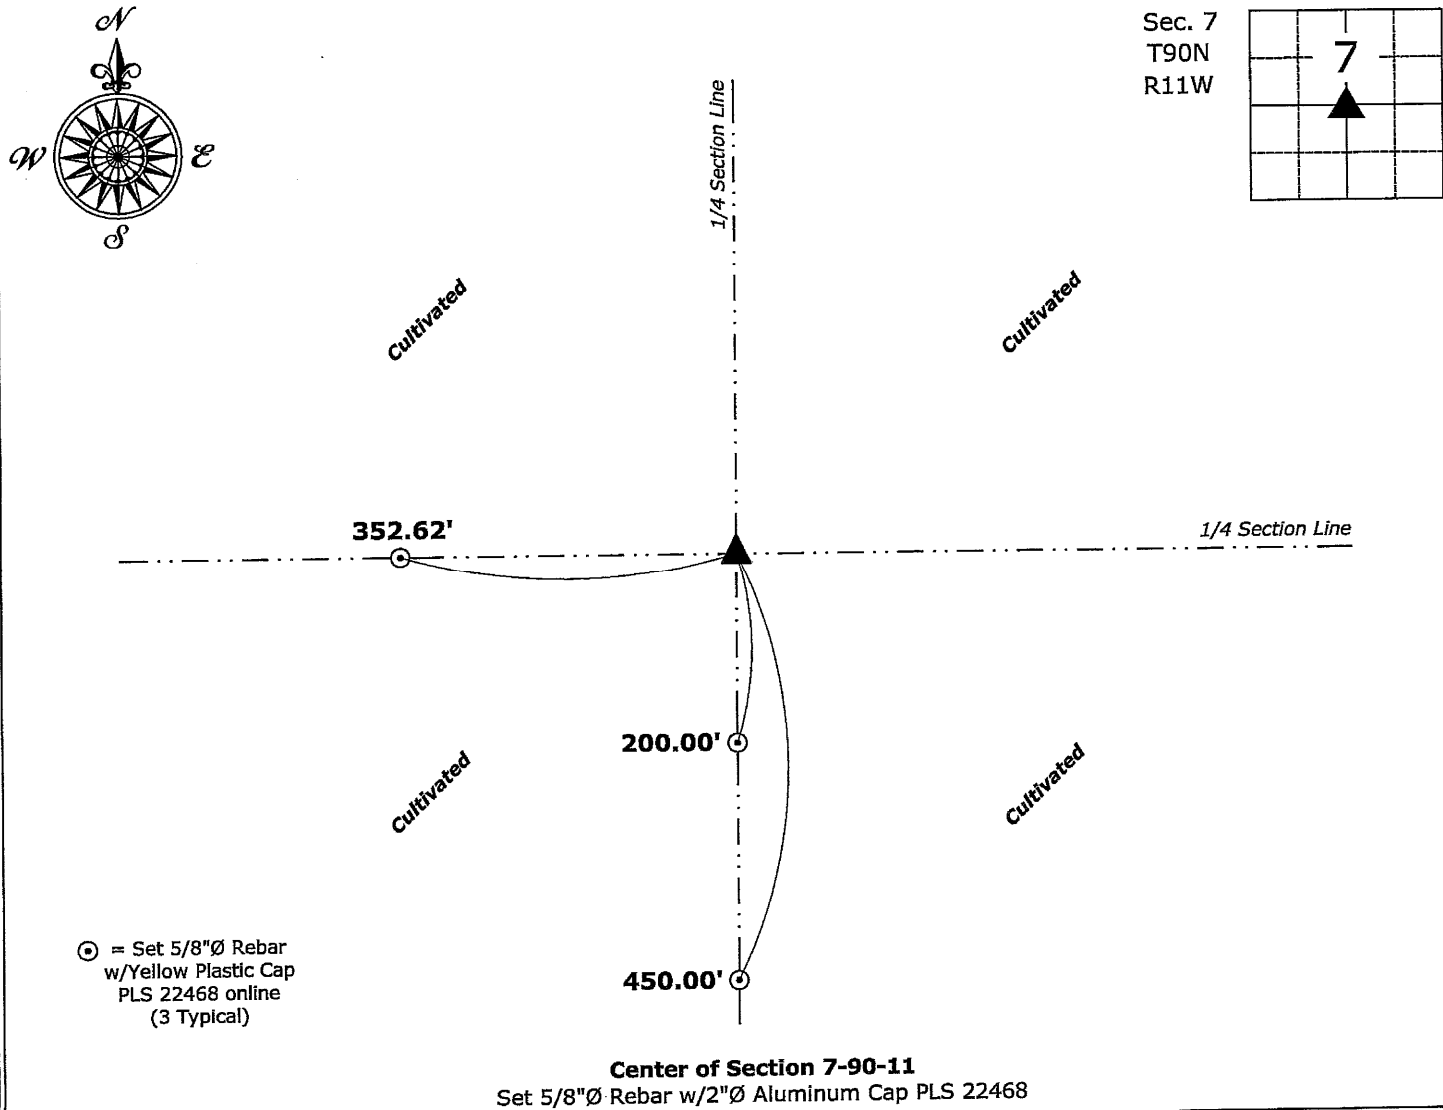 N
W
E
S
Sec. 7
T90N
R11W
7
1/4 Section Line
Cultivated
Cultivated
352.62'
1/4 Section Line
200.00'
Cultivated
Cultivated
450.00'
= Set 5/8"Ø Rebar
w/Yellow Plastic Cap
PLS 22468 online
(3 Typical)
Center of Section 7-90-11
Set 5/8"Ø Rebar w/2"Ø Aluminum Cap PLS 22468